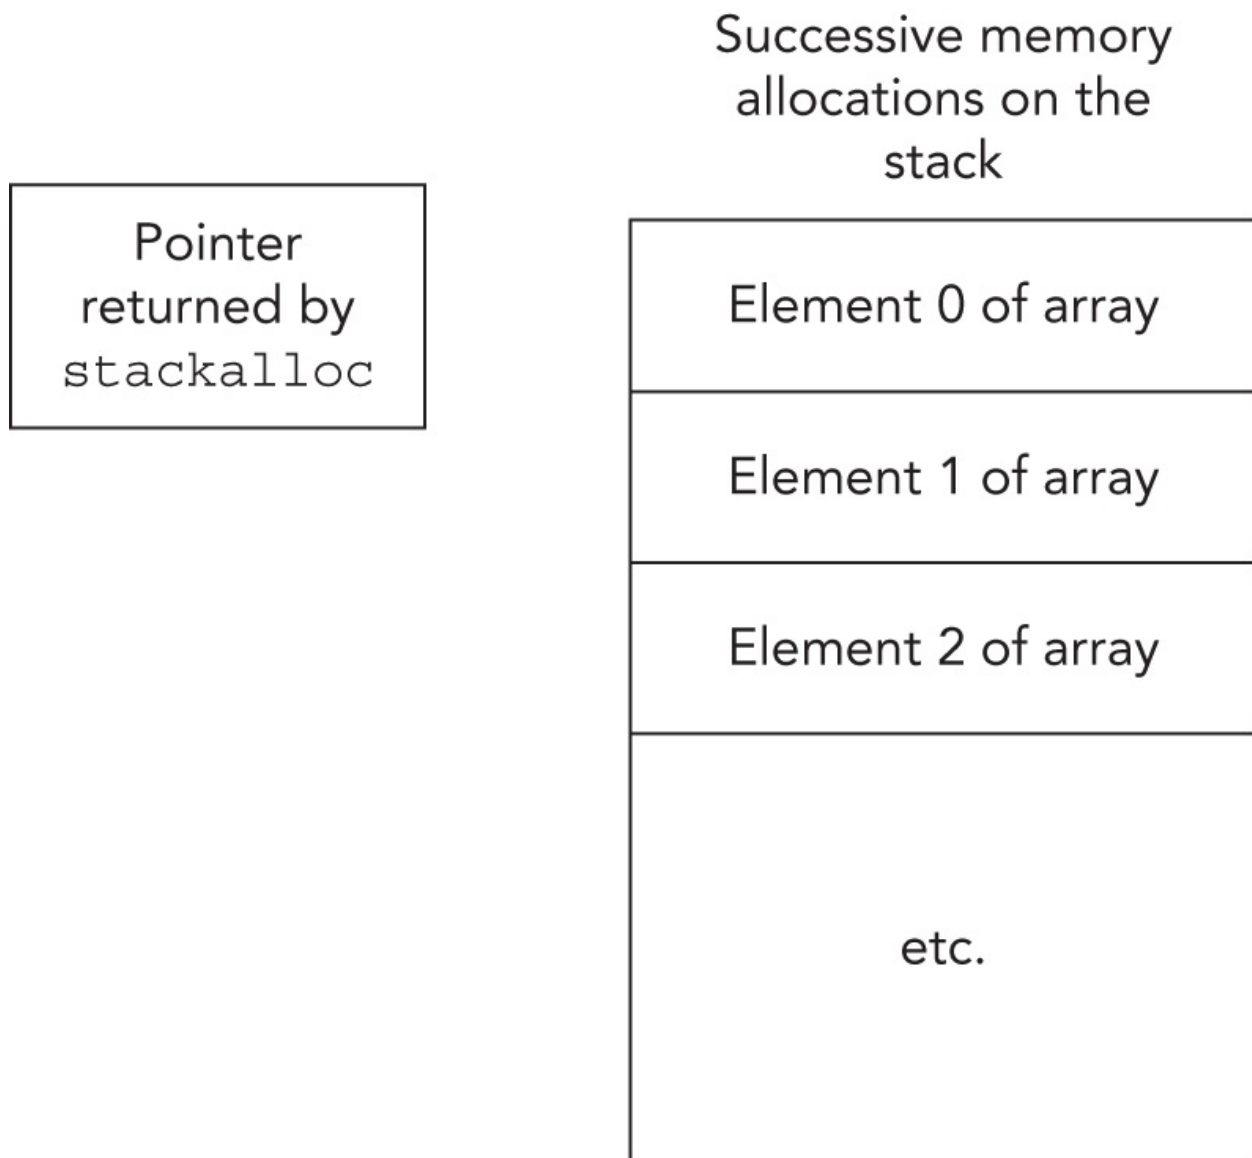 Successive memory
allocations on the
stack
Pointer
returned by
stackalloc
Element 0 of array
Element 1 of array
Element 2 of array
etc.